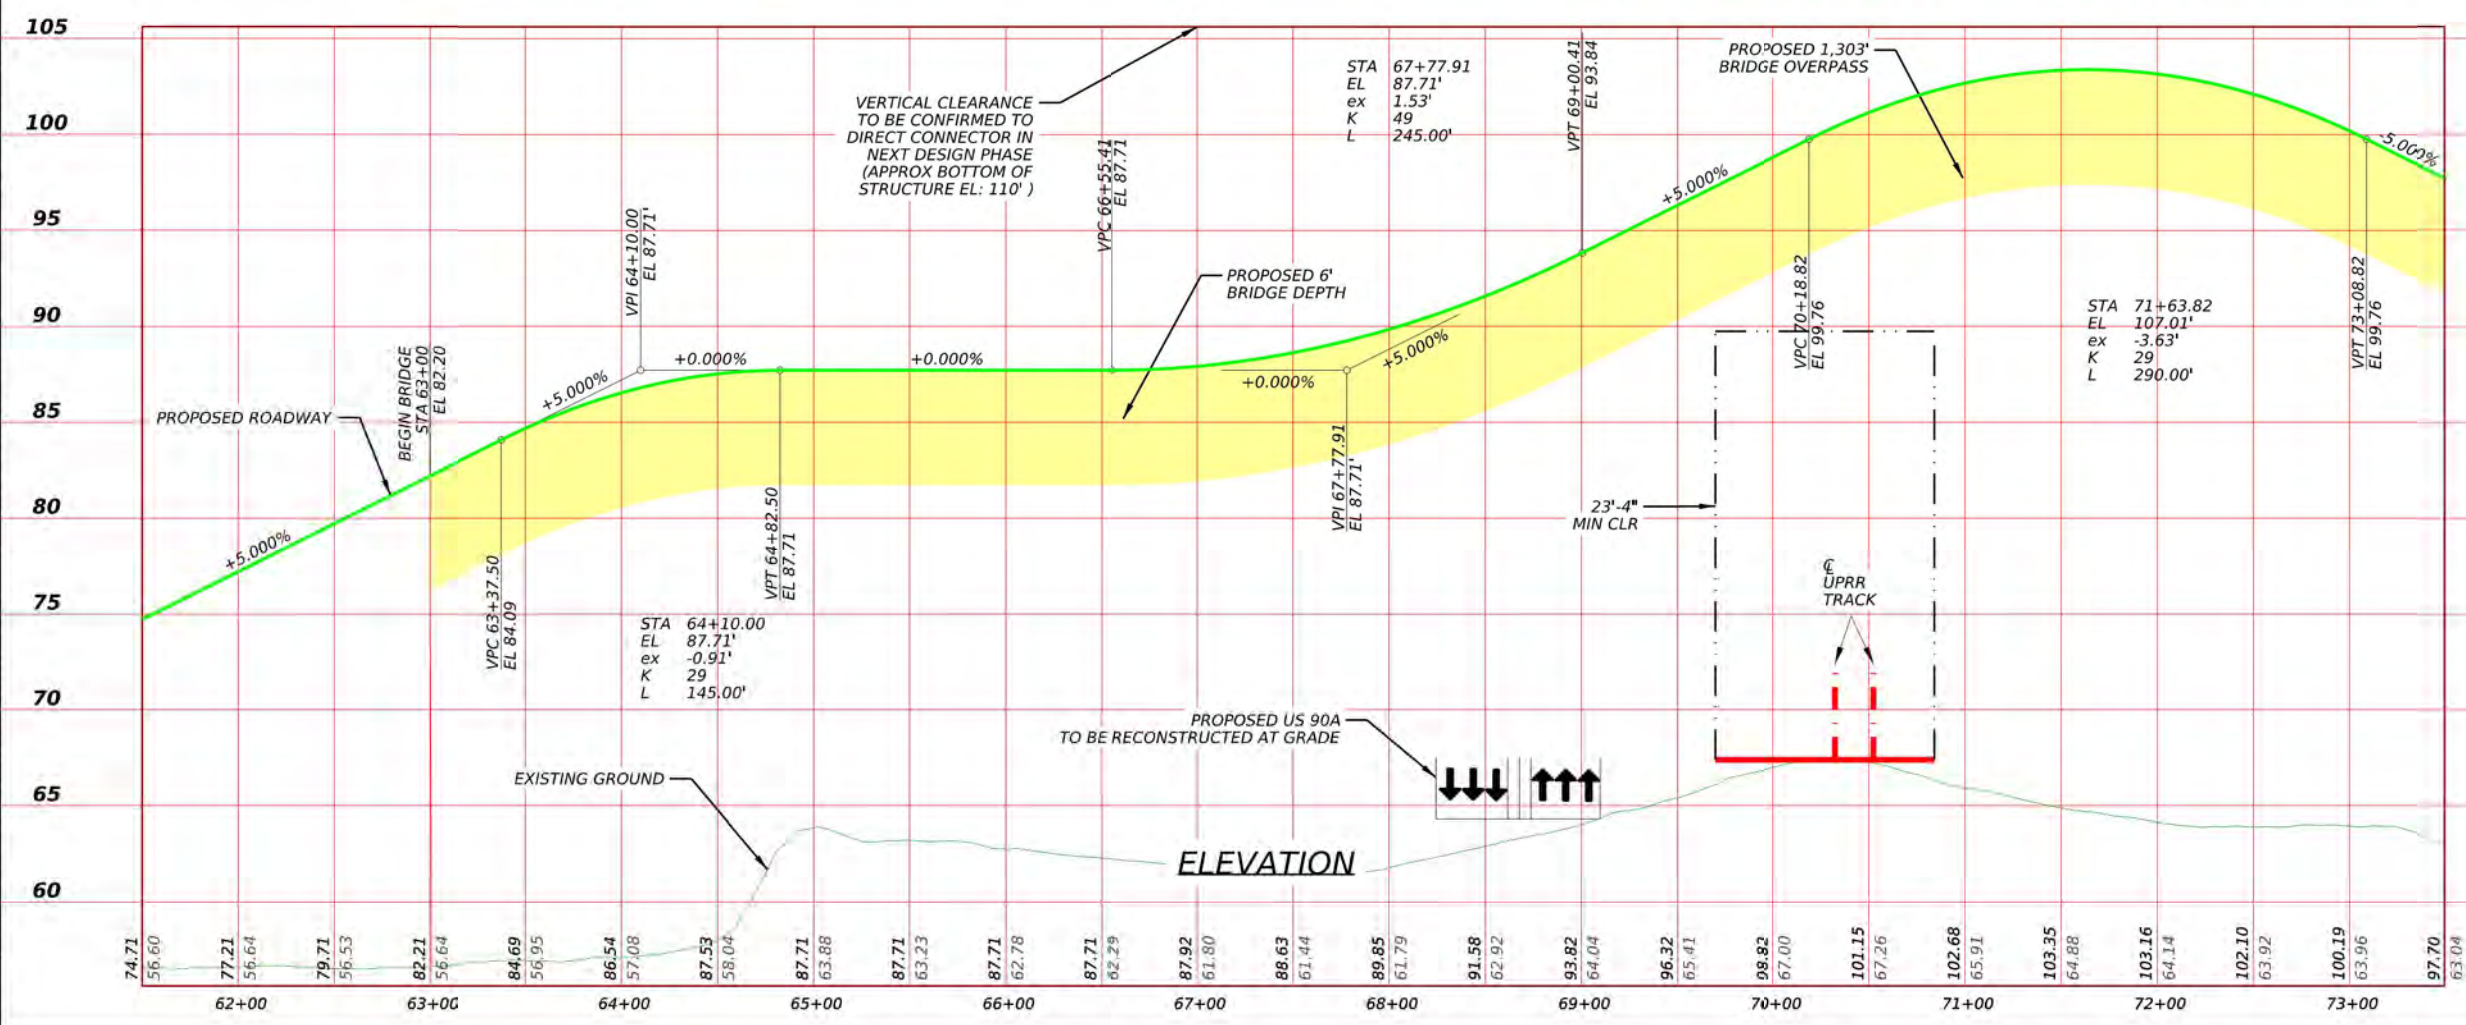 105
100
95
90
85
80
75
70
65
60
VERTICAL CLEARANCE
TO BE CONFIRMED TO
DIRECT CONNECTOR IN
NEXT DESIGN PHASE
(APPROX BOTTOM OF
STRUCTURE EL: 110' )
STA 67+77.91
EL 87.71'
ex 1.53'
K 49
L 245.00'
VPT 69+00.41
EL 93.84
PROPOSED 1,303'
BRIDGE OVERPASS
-5.000%
VPI 64+10.00
EL 87.71'
VPC 66+55.41
EL 87.71
+5.000%
PROPOSED 6'
BRIDGE DEPTH
VPC 70+18.82
EL 99.76
STA 71+63.82
EL 107.01'
ex -3.63'
K 29
L 290.00'
VPT 73+08.82
EL 99.76
BEGIN BRIDGE
STA 63+00
EL 82.20
+5.000%
+0.000%
+0.000%
+0.000%
+5.000%
PROPOSED ROADWAY
+5.000%
VPC 63+37.50
EL 84.09
VPT 64+82.50
EL 87.71
VPI 67+77.91
EL 87.71'
23'-4"
MIN CLR
CL
UPRR
TRACK
STA 64+10.00
EL 87.71'
ex -0.91'
K 29
L 145.00'
PROPOSED US 90A
TO BE RECONSTRUCTED AT GRADE
EXISTING GROUND
ELEVATION
74.71
56.60
77.21
56.64
79.71
56.53
82.21
56.64
84.69
56.95
86.54
57.08
87.53
58.04
87.71
63.88
87.71
63.23
87.71
62.78
87.71
62.29
87.92
61.80
88.63
61.44
89.85
61.79
91.58
62.92
93.82
64.04
96.32
65.41
98.82
67.00
101.15
67.26
102.68
65.91
103.35
64.88
103.16
64.14
102.10
63.92
100.19
63.96
97.70
63.04
62+00
63+00
64+00
65+00
66+00
67+00
68+00
69+00
70+00
71+00
72+00
73+00